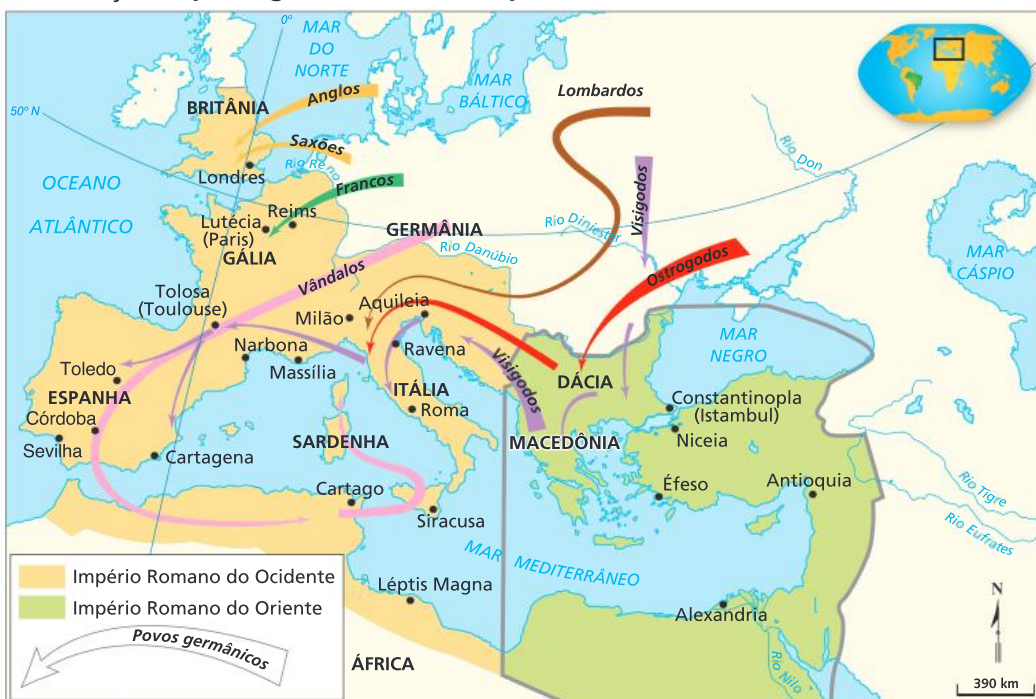 0°
MAR
DO
NORTE
MAR
BÁLTICO
Lombardos
50° N
BRITÂNIA
Anglos
Saxões
Rio Reno
Londres
Rio Don
OCEANO
ATLÂNTICO
Francos
Visigodos
Lutécia
(Paris)
Reims
GERMÂNIA
Rio Diniester
Rio Danúbio
GÁLIA
Vândalos
Ostrogodos
MAR
CÁSPIO
Tolosa
(Toulouse)
Aquileia
Milão
Ravena
MAR
NEGRO
Narbona
Massília
Toledo
Visigodos
DÁCIA
ESPANHA
ITÁLIA
Roma
Constantinopla
(Istambul)
Niceia
Córdoba
Sevilha
Cartagena
SARDENHA
MACEDÔNIA
Cartago
Siracusa
Éfeso
Antioquia
Rio Tigre
Rio Eufrates
MAR MEDITERRÂNEO
Léptis Magna
Alexandria
Rio Nilo
ÁFRICA
Império Romano do Ocidente
Império Romano do Oriente
Povos germânicos
N
390 km